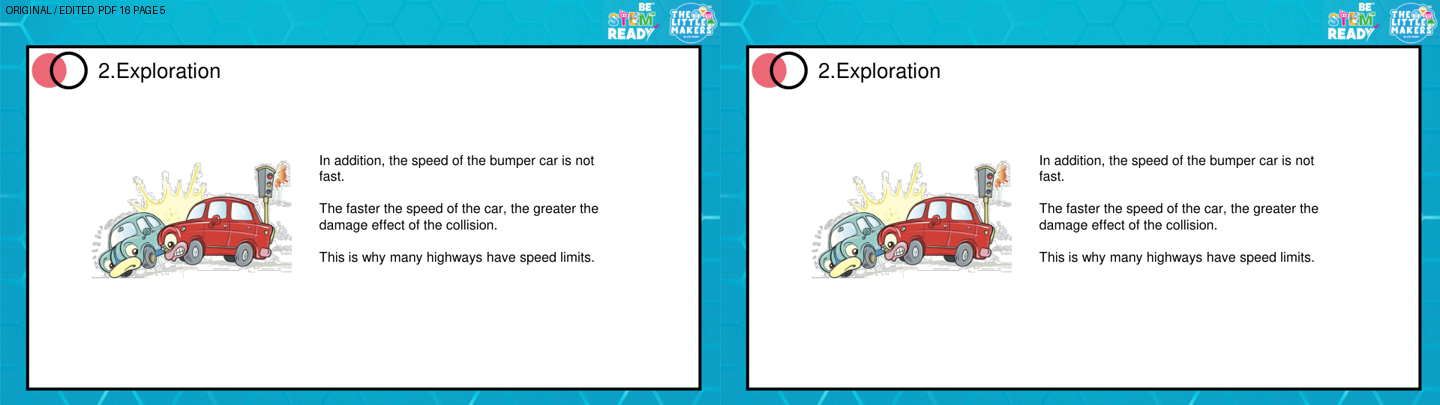 ORIGINAL / EDITED PDF 16 PAGE 5
BE
STEM
READY
THE
LITTLE
MAKERS
2.Exploration
In addition, the speed of the bumper car is not
fast.
The faster the speed of the car, the greater the
damage effect of the collision.
This is why many highways have speed limits.
BE
STEM
READY
THE
LITTLE
MAKERS
2.Exploration
In addition, the speed of the bumper car is not
fast.
The faster the speed of the car, the greater the
damage effect of the collision.
This is why many highways have speed limits.